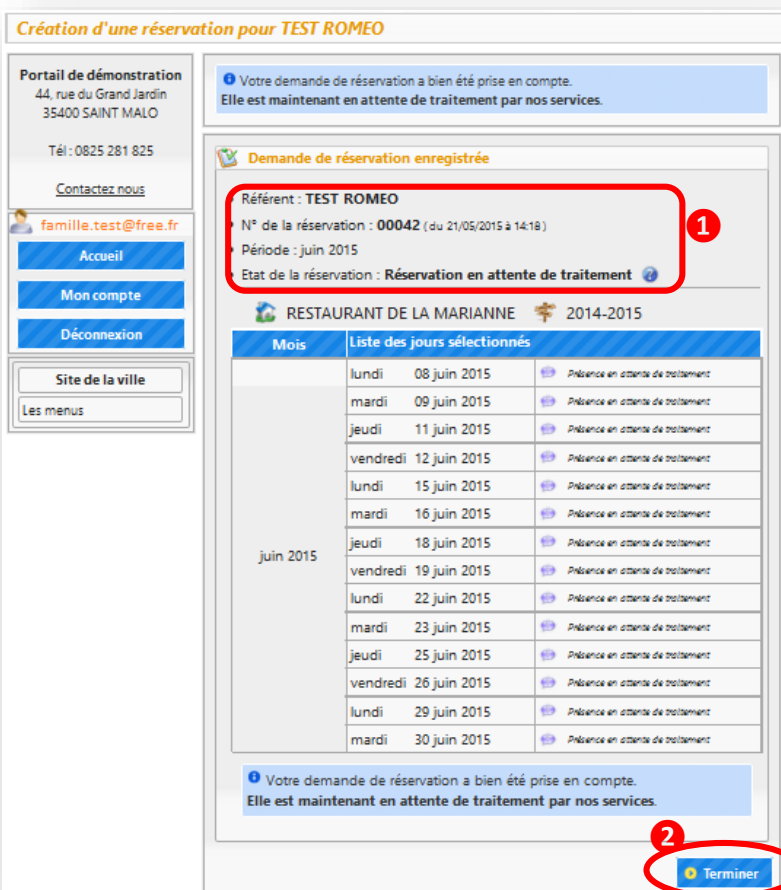 Création d'une réservation pour TEST ROMEO
Portail de démonstration
44, rue du Grand Jardin
35400 SAINT MALO
Tél : 0825 281 825
Contactez nous
famille.test@free.fr
Accueil
Mon compte
Déconnexion
Site de la ville
Les menus
Votre demande de réservation a bien été prise en compte.
Elle est maintenant en attente de traitement par nos services.
Demande de réservation enregistrée
Référent : TEST ROMEO
N° de la réservation : 00042 (du 21/05/2015 à 14:18)
Période : juin 2015
Etat de la réservation : Réservation en attente de traitement
1
RESTAURANT DE LA MARIANNE 2014-2015
Mois Liste des jours sélectionnés
juin 2015
lundi 08 juin 2015 Présence en attente de traitement
mardi 09 juin 2015 Présence en attente de traitement
jeudi 11 juin 2015 Présence en attente de traitement
vendredi 12 juin 2015 Présence en attente de traitement
lundi 15 juin 2015 Présence en attente de traitement
mardi 16 juin 2015 Présence en attente de traitement
jeudi 18 juin 2015 Présence en attente de traitement
vendredi 19 juin 2015 Présence en attente de traitement
lundi 22 juin 2015 Présence en attente de traitement
mardi 23 juin 2015 Présence en attente de traitement
jeudi 25 juin 2015 Présence en attente de traitement
vendredi 26 juin 2015 Présence en attente de traitement
lundi 29 juin 2015 Présence en attente de traitement
mardi 30 juin 2015 Présence en attente de traitement
Votre demande de réservation a bien été prise en compte.
Elle est maintenant en attente de traitement par nos services.
2
Terminer